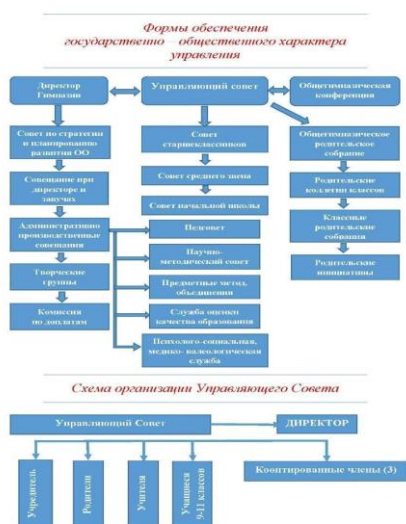 Формы обеспечения
государственно – общественного характера
управления
Директор
Гимназии
Управляющий совет
Общегимназическая
конференция
Совет по стратегии
и планированию
развития ОО
Совет
старшеклассников
Общегимназическое
родительское
собрание
Совещание при
директоре и
завучах
Совет среднего звена
Родительские
коллегии классов
Совет начальной школы
Административно
производственные
совещания
Педсовет
Классные
родительские
собрания
Научно-
методический совет
Творческие
группы
Предметные метод.
объединения
Родительские
инициативы
Комиссия
по доплатам
Служба оценки
качества образования
Психолого-социальная,
медико- валеологическая
служба
Схема организации Управляющего Совета
Управляющий Совет
ДИРЕКТОР
Учредитель
Родители
Учителя
Учащиеся
9-11 классов
Кооптированные члены (3)